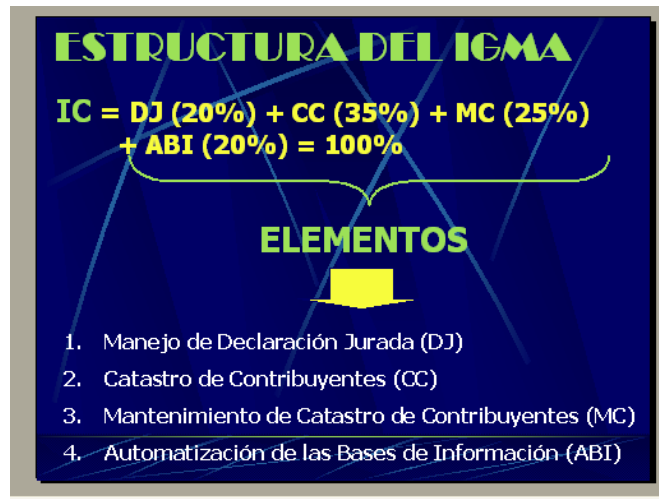 ESTRUCTURA DEL IGMA
IC = DJ (20%) + CC (35%) + MC (25%)
+ ABI (20%) = 100%
ELEMENTOS
1. Manejo de Declaración Jurada (DJ)
2. Catastro de Contribuyentes (CC)
3. Mantenimiento de Catastro de Contribuyentes (MC)
4. Automatización de las Bases de Información (ABI)